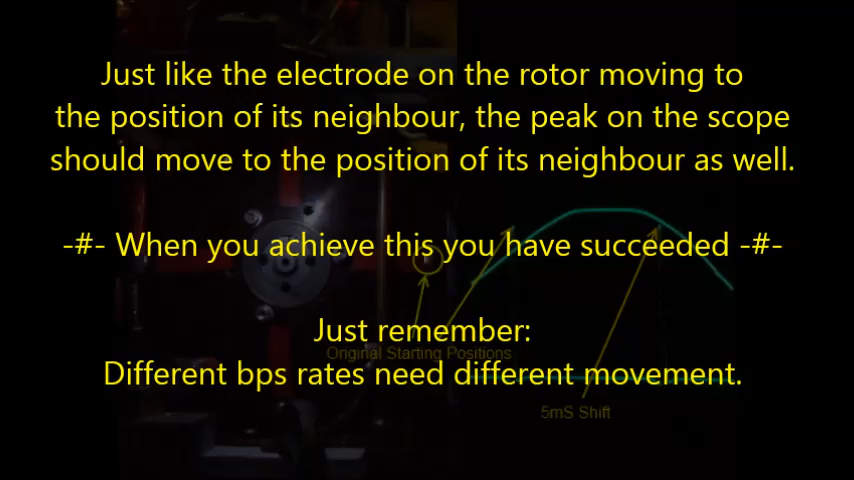 Just like the electrode on the rotor moving to
the position of its neighbour, the peak on the scope
should move to the position of its neighbour as well.
-#- When you achieve this you have succeeded -#-
Just remember:
Original Starting Positions
Different bps rates need different movement.
5mS Shift